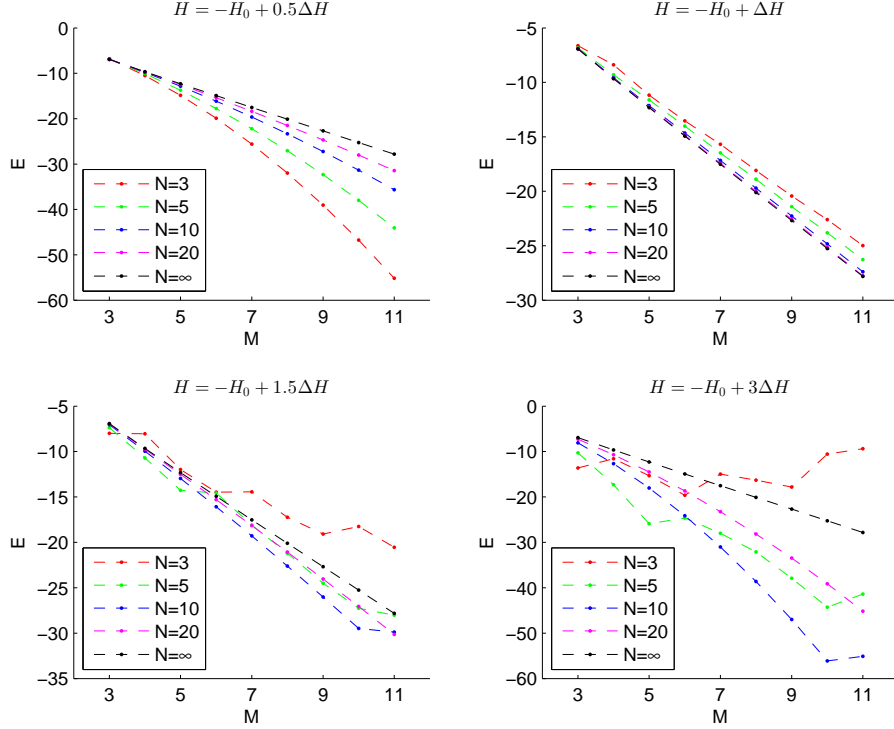 H = −H₀ + 0.5ΔH
0
−10
−20
−30
−40
−50
−60
E
N=3
N=5
N=10
N=20
N=∞
3 5 7 9 11
M
H = −H₀ + ΔH
−5
−10
−15
−20
−25
−30
E
N=3
N=5
N=10
N=20
N=∞
3 5 7 9 11
M
H = −H₀ + 1.5ΔH
−5
−10
−15
−20
−25
−30
−35
E
N=3
N=5
N=10
N=20
N=∞
3 5 7 9 11
M
H = −H₀ + 3ΔH
0
−10
−20
−30
−40
−50
−60
E
N=3
N=5
N=10
N=20
N=∞
3 5 7 9 11
M